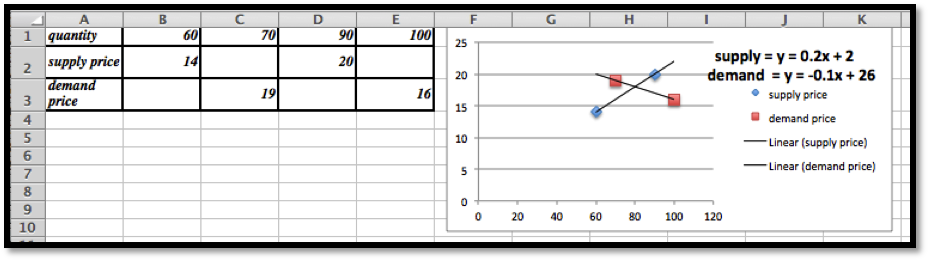 A B C D E F G H I J K
1 quantity 60 70 90 100
2 supply price 14 20
3 demand price 19 16
4
5
6
7
8
9
10
25
20
15
10
5
0
0 20 40 60 80 100 120
supply = y = 0.2x + 2
demand = y = -0.1x + 26
supply price
demand price
Linear (supply price)
Linear (demand price)